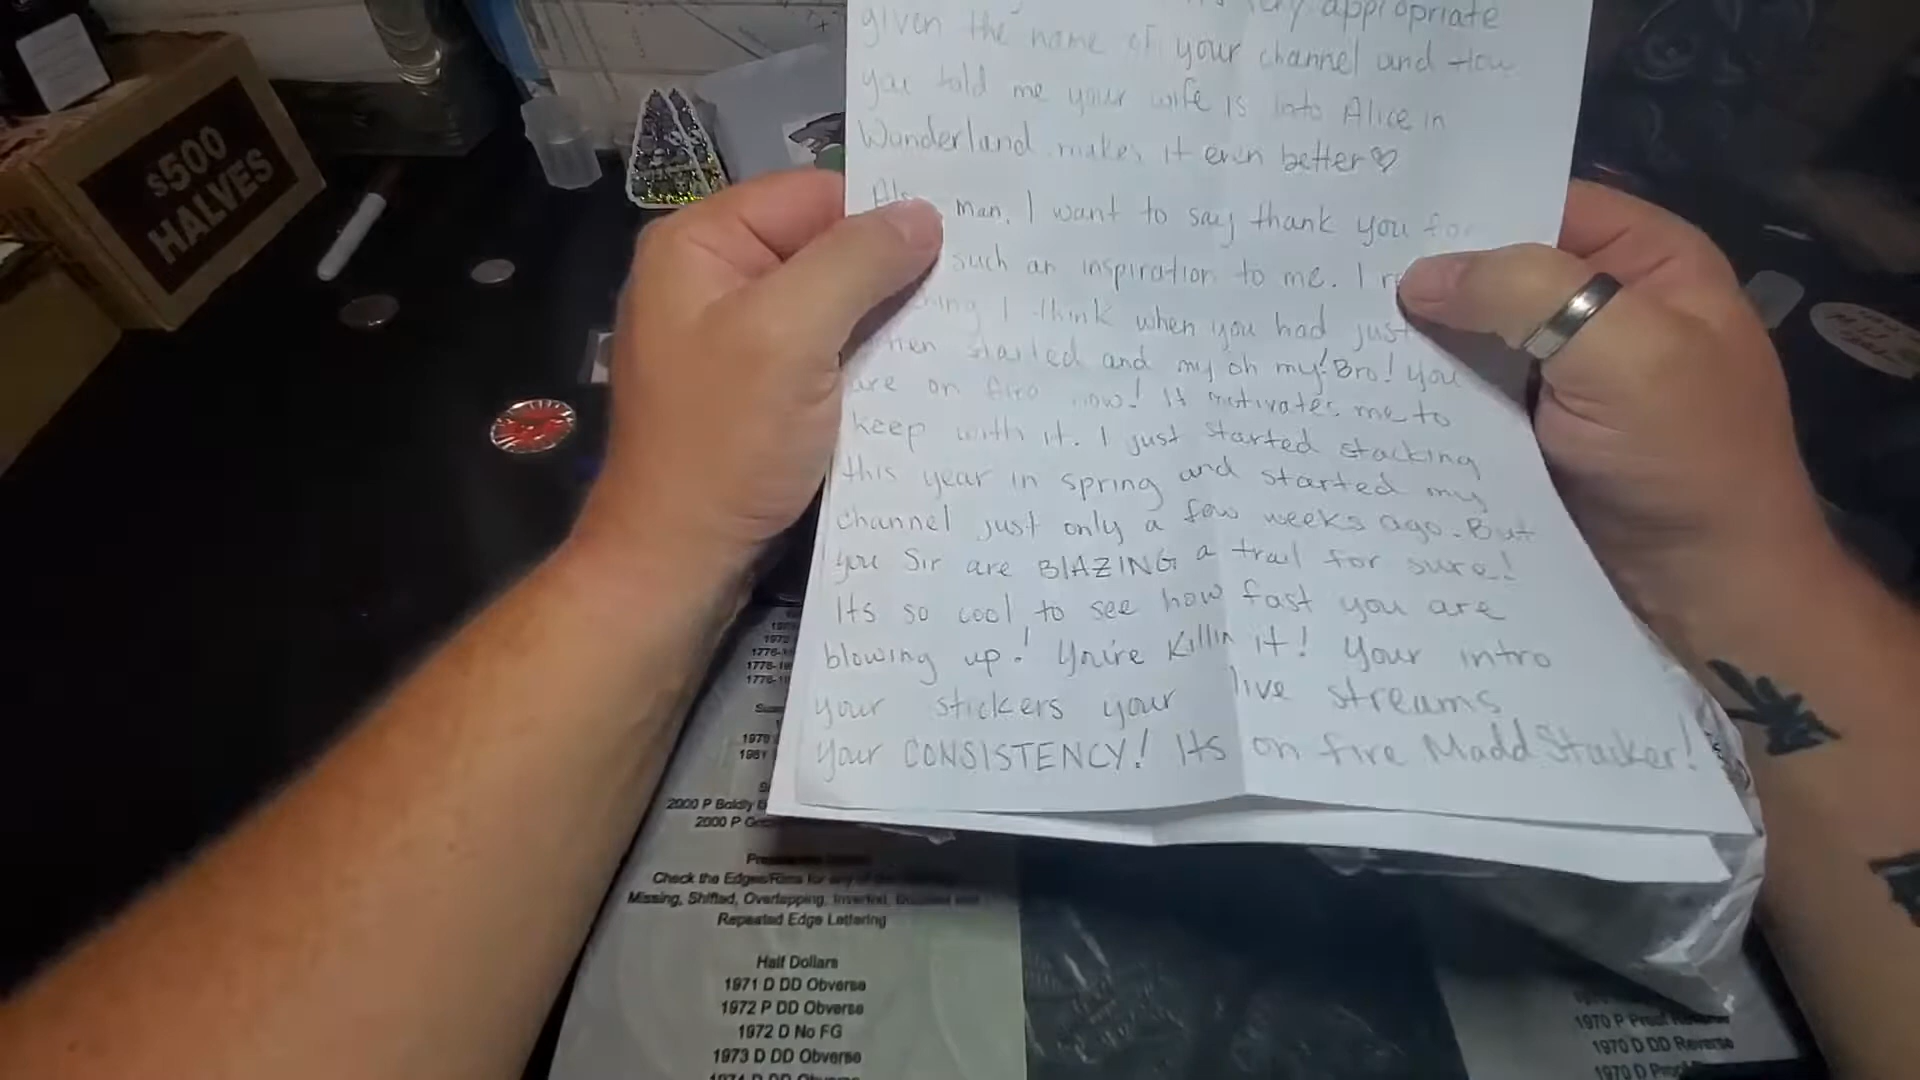 $500
HALVES
appropriate
given the name of your channel and
you told me your wife is into Alice in
Wonderland makes it even better♡
man, I want to say thank you for
such an inspiration to me. I
I think when you had just
started and my oh my! Bro! you
are on fire now! It motivates me to
keep with it. I just started stacking
this year in spring and started my
channel just only a few weeks ago. But
you Sir are BlAZING a trail for sure!
Its so cool to see how fast you are
blowing up! You're Killin it! Your intro
your stickers your live streams
your CONSISTENCY! Its on fire Madd Stacker!
1972
2000 P
2000 P
Check the Edges/Rims for any of
Missing, Shifted, Overlapping, Inverted,
Repeated Edge Lettering
Half Dollars
1971 D DD Obverse
1972 P DD Obverse
1972 D No FG
1973 D DD Obverse
1970 P Proof
1970 D DD Reverse
1970 D